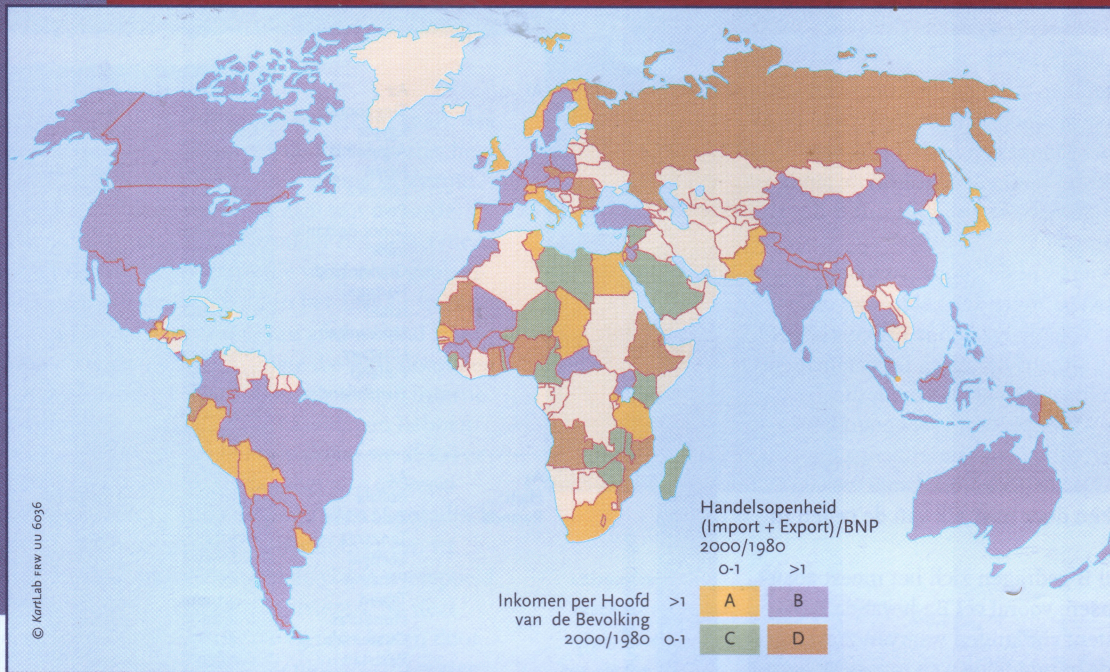 Handelsopenheid
(Import + Export)/BNP
2000/1980
0-1 >1
Inkomen per Hoofd
van de Bevolking
2000/1980
>1 A B
0-1 C D
© KartLab FRW UU 6036